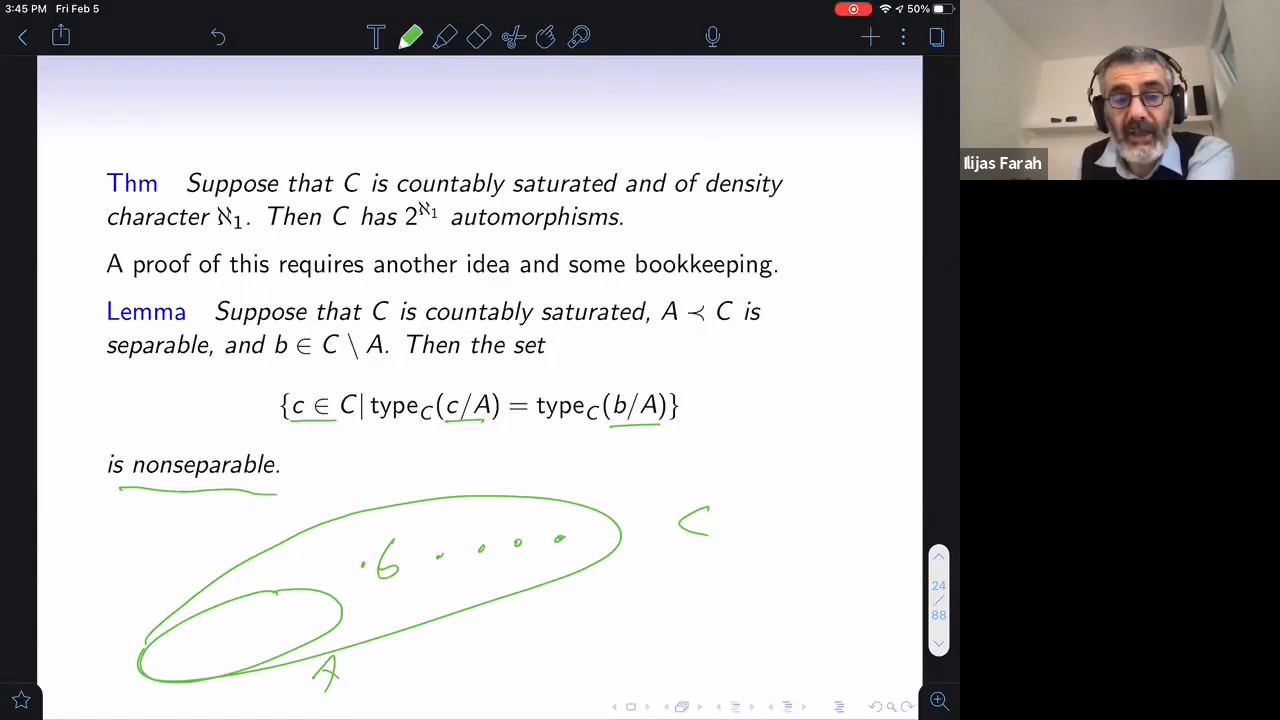 3:45 PM Fri Feb 5
50%
Thm Suppose that C is countably saturated and of density
character ℵ₁. Then C has 2^ℵ₁ automorphisms.
A proof of this requires another idea and some bookkeeping.
Lemma Suppose that C is countably saturated, A ≺ C is
separable, and b ∈ C \ A. Then the set
{c ∈ C| type_C(c/A) = type_C(b/A)}
is nonseparable.
b
C
A
24
/
88
Ilijas Farah